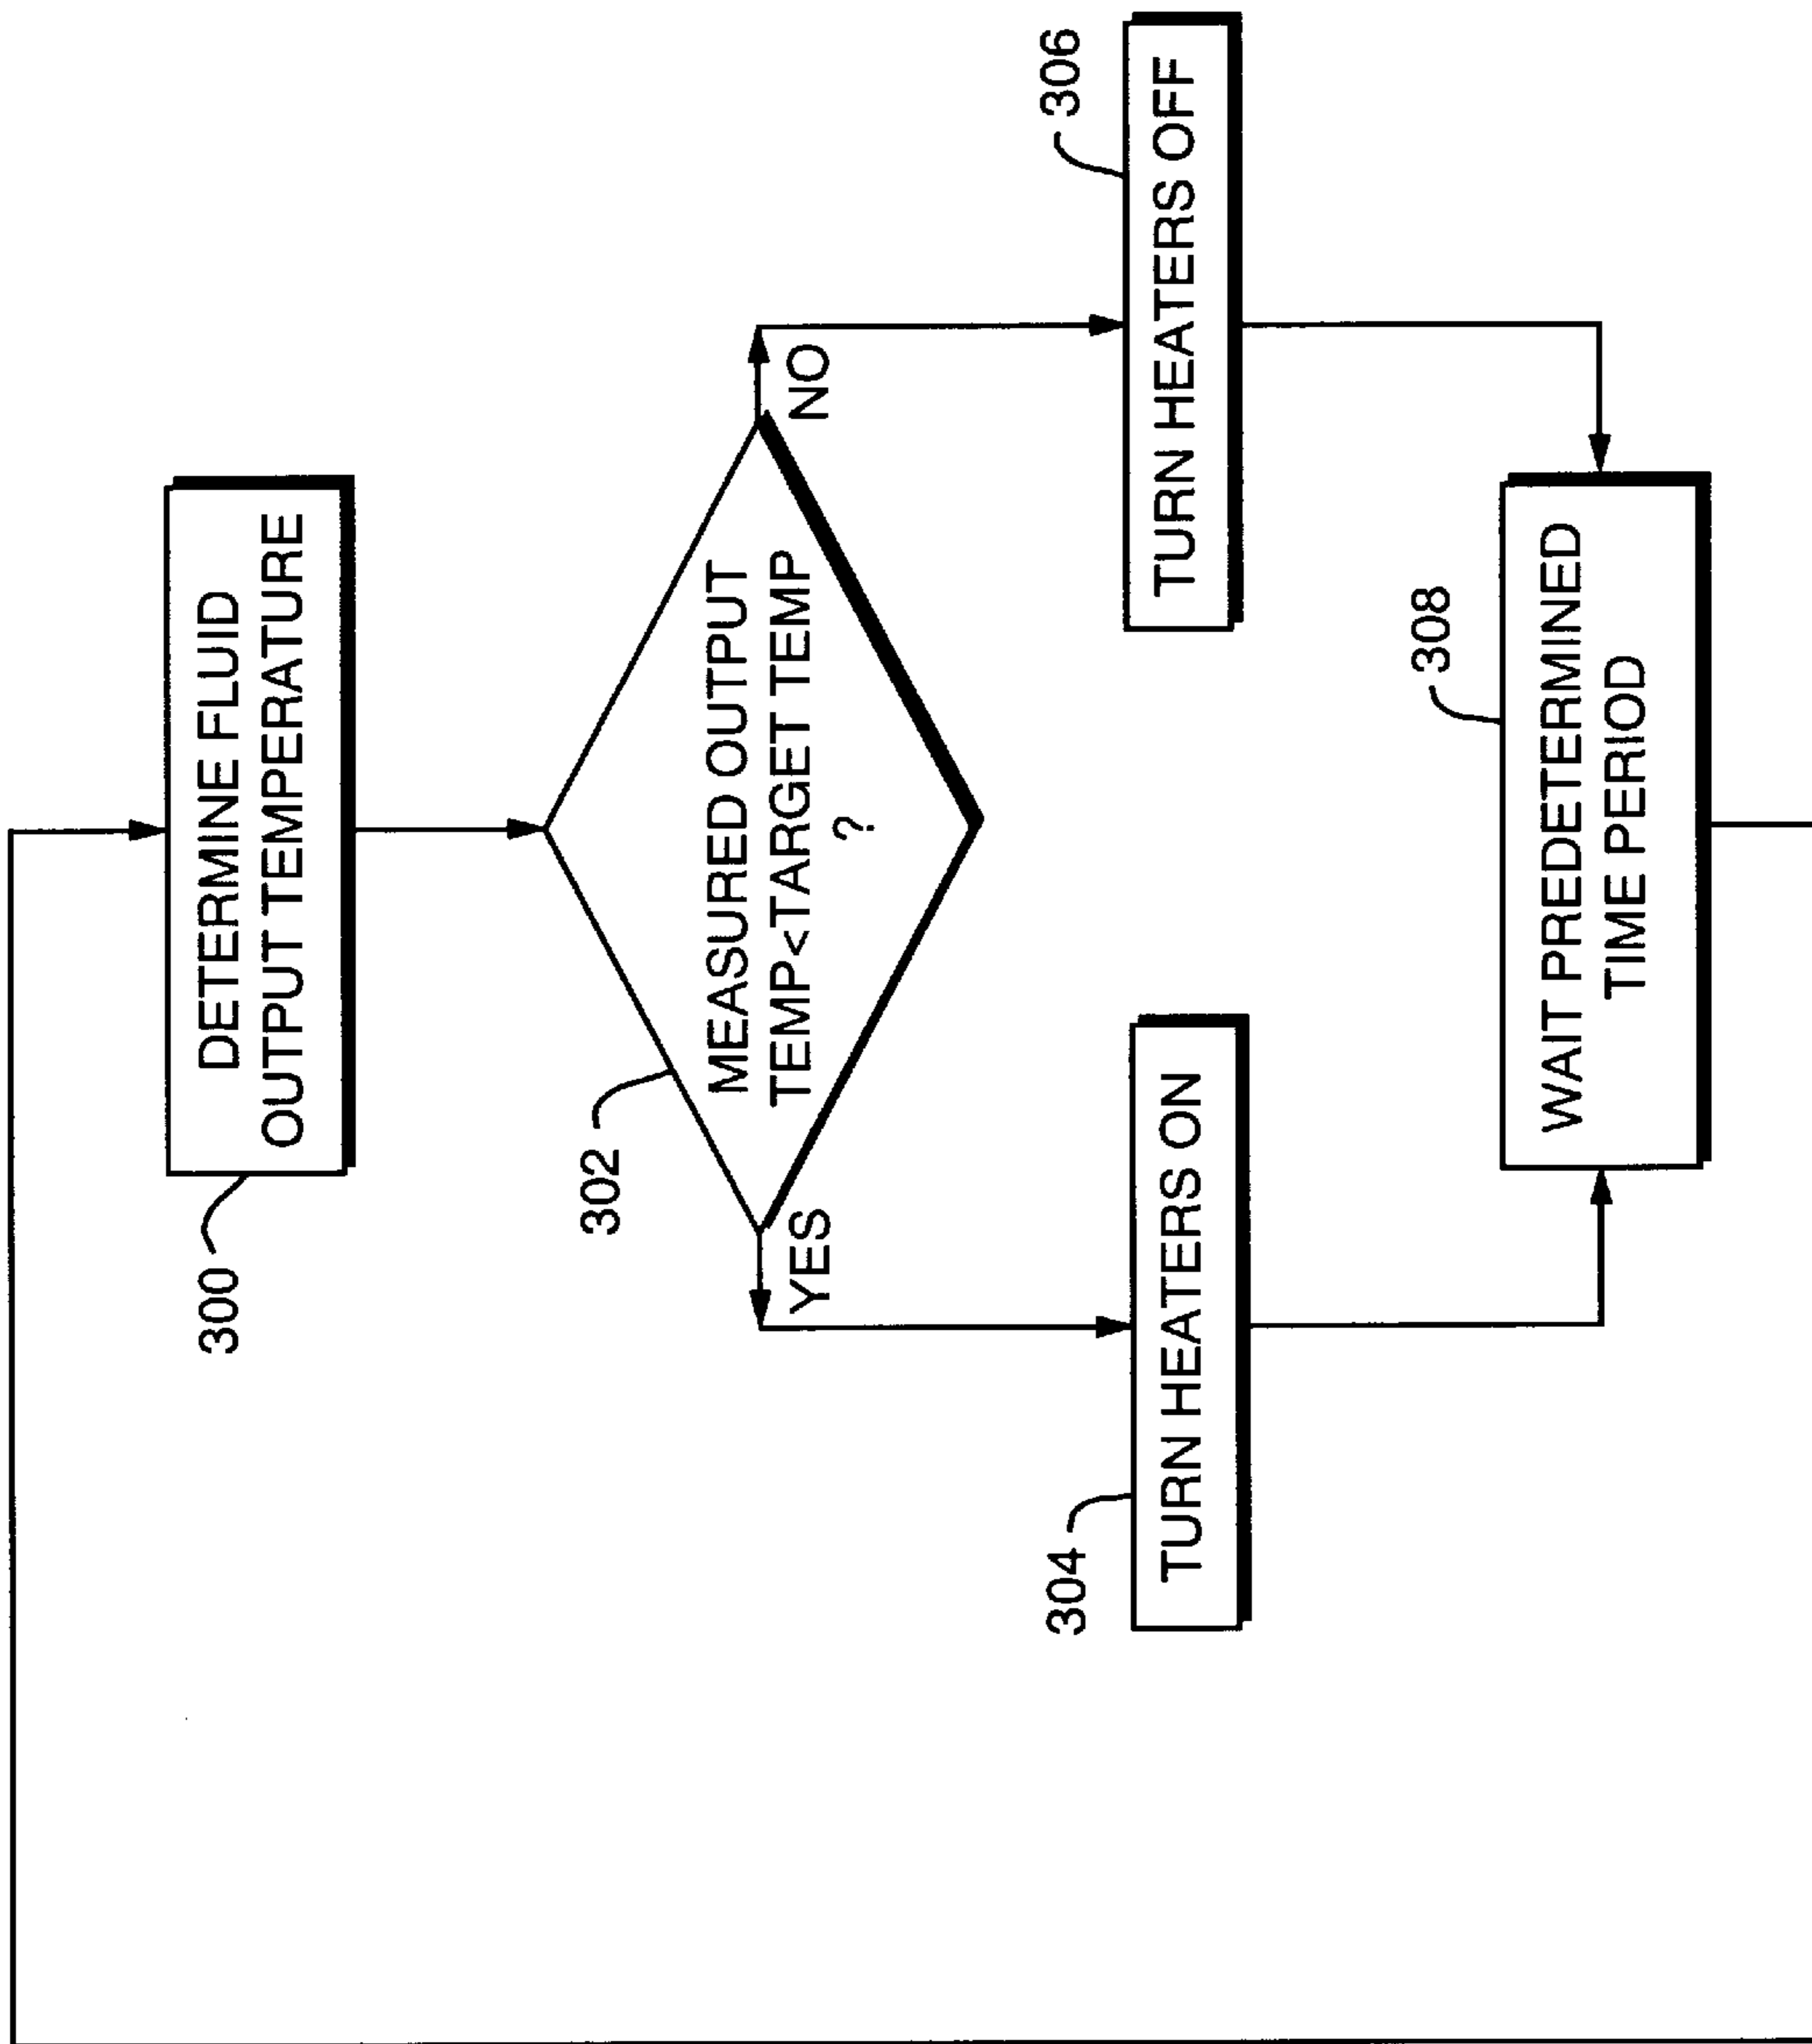 300
DETERMINE FLUID
OUTPUT TEMPERATURE
302
MEASURED OUTPUT
TEMP<TARGET TEMP
?
YES
NO
304
TURN HEATERS ON
306
TURN HEATERS OFF
308
WAIT PREDETERMINED
TIME PERIOD